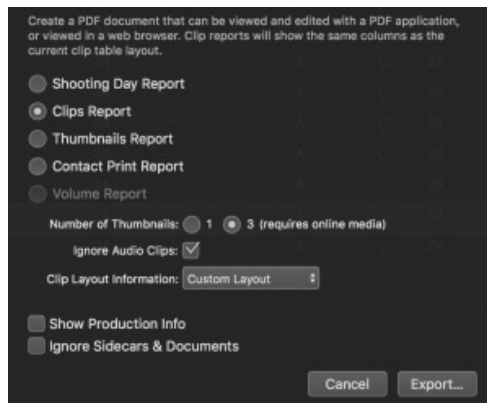 Create a PDF document that can be viewed and edited with a PDF application,
or viewed in a web browser. Clip reports will show the same columns as the
current clip table layout.
Shooting Day Report
Clips Report
Thumbnails Report
Contact Print Report
Volume Report
Number of Thumbnails: 1 3 (requires online media)
Ignore Audio Clips:
Clip Layout Information: Custom Layout
Show Production Info
Ignore Sidecars & Documents
Cancel Export...